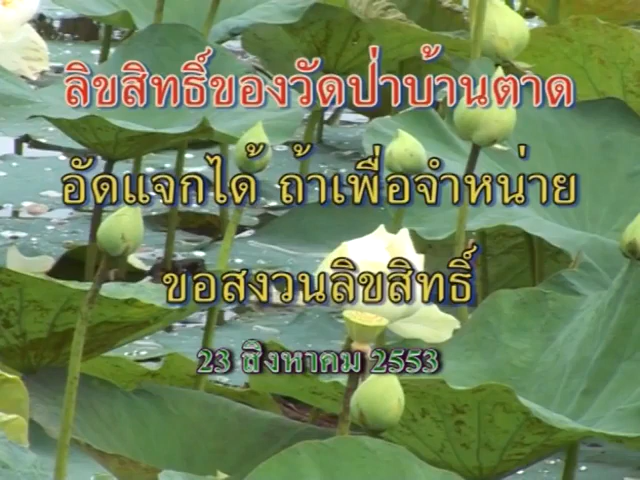 ลิขสิทธิ์ของวัดป่าบ้านตาด
อัดแจกได้ ถ้าเพื่อจำหน่าย
ขอสงวนลิขสิทธิ์
23 สิงหาคม 2553